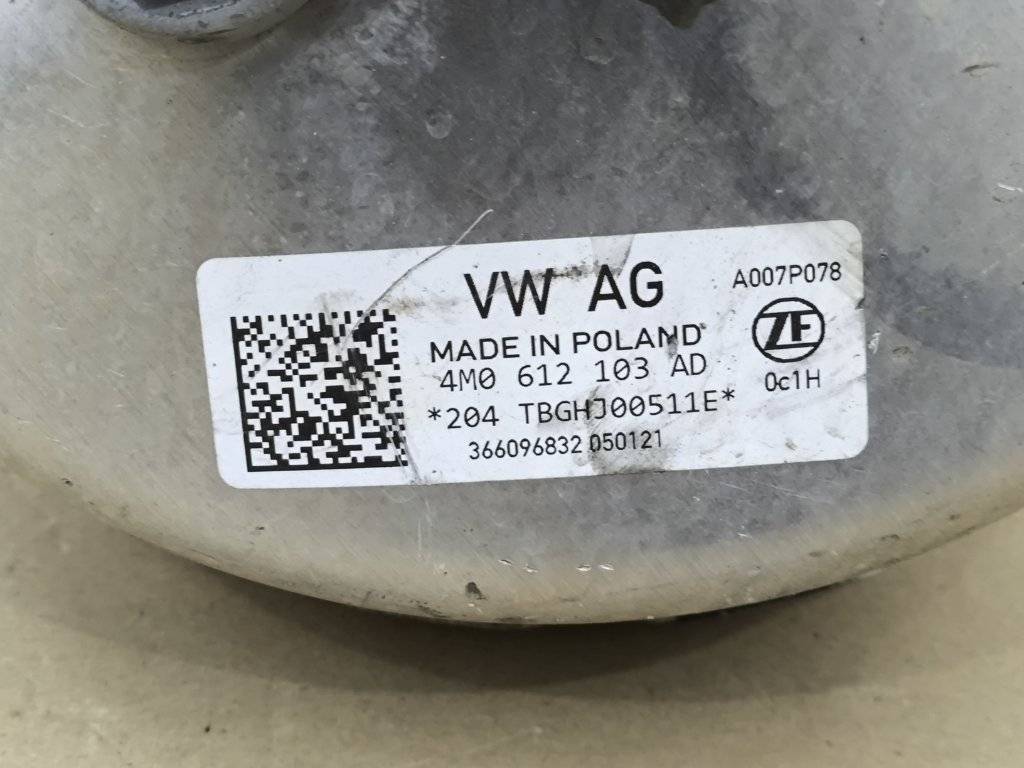 VW AG
A007P078
MADE IN POLAND
ZF
4M0 612 103 AD
0c1H
*204 TBGHJ00511E*
366096832 050121